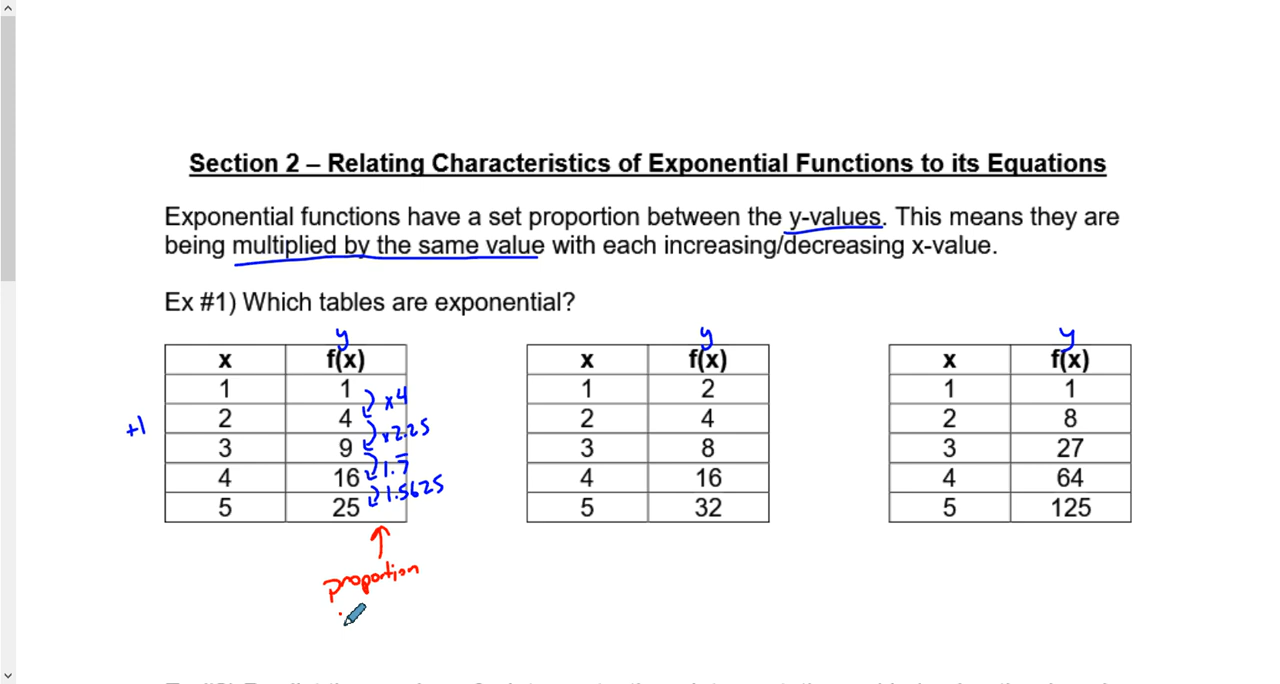 Section 2 – Relating Characteristics of Exponential Functions to its Equations
Exponential functions have a set proportion between the y-values. This means they are
being multiplied by the same value with each increasing/decreasing x-value.
Ex #1) Which tables are exponential?
y y y
x f(x) x f(x) x f(x)
1 1 1 2 1 1
x4
2 4 2 4 2 8
+1 x2.25
3 9 3 8 3 27
1.7̅
4 16 4 16 4 64
1.5625
5 25 5 32 5 125
proportion